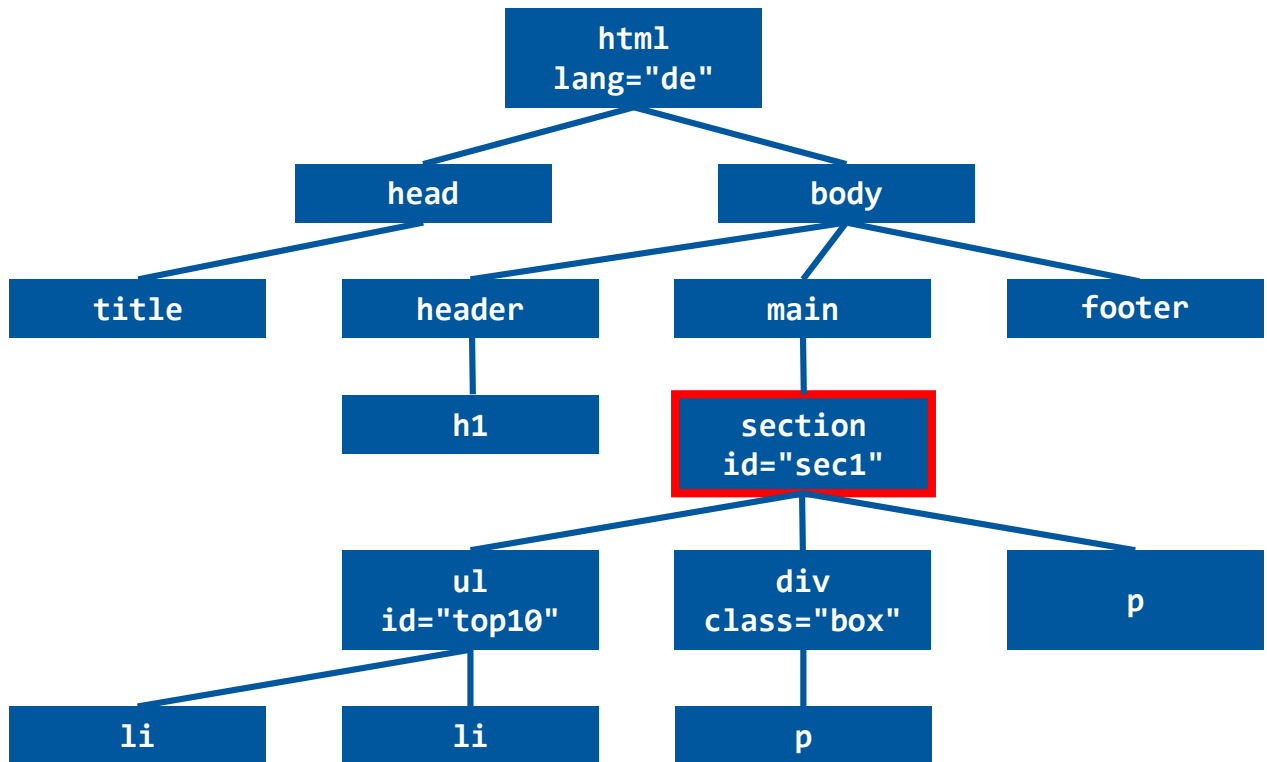 html
lang="de"
head
body
title
header
main
footer
h1
section
id="sec1"
ul
id="top10"
div
class="box"
p
li
li
p